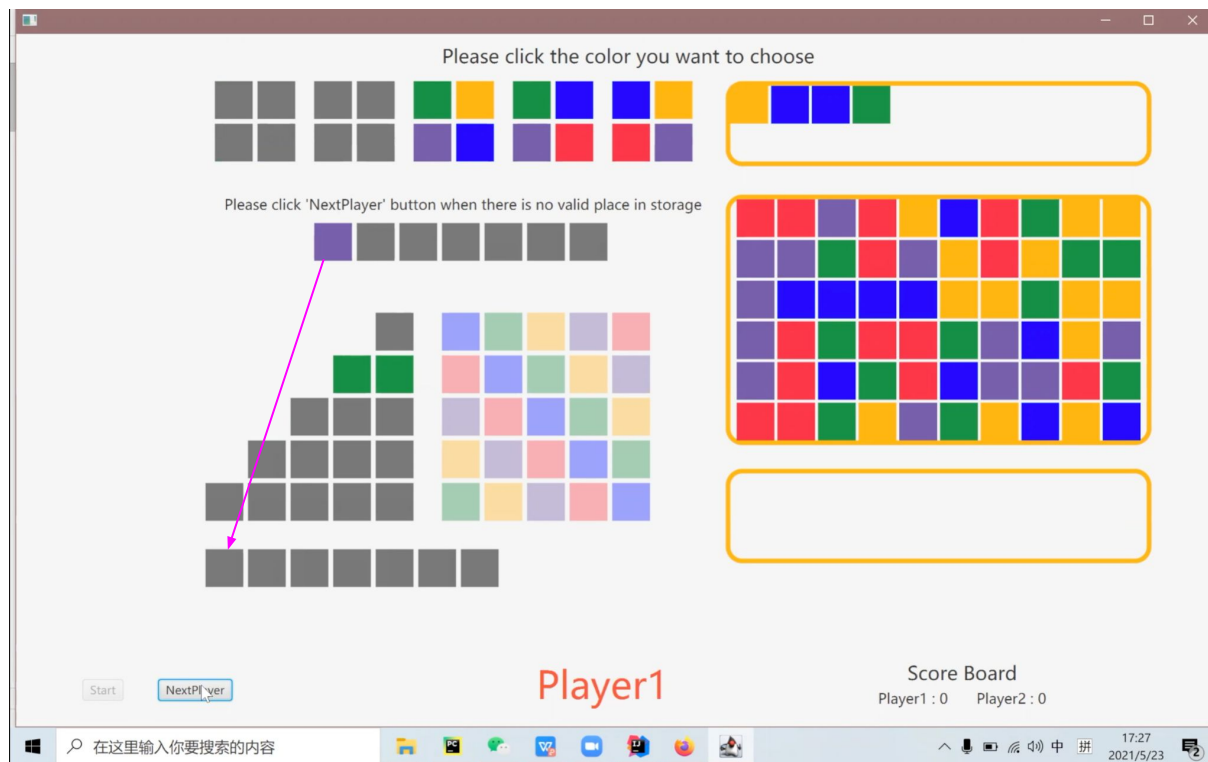 Please click the color you want to choose
Please click 'NextPlayer' button when there is no valid place in storage
Start
NextPlayer
Player1
Score Board
Player1 : 0 Player2 : 0
在这里输入你要搜索的内容
PC
中
拼
17:27
2021/5/23
2